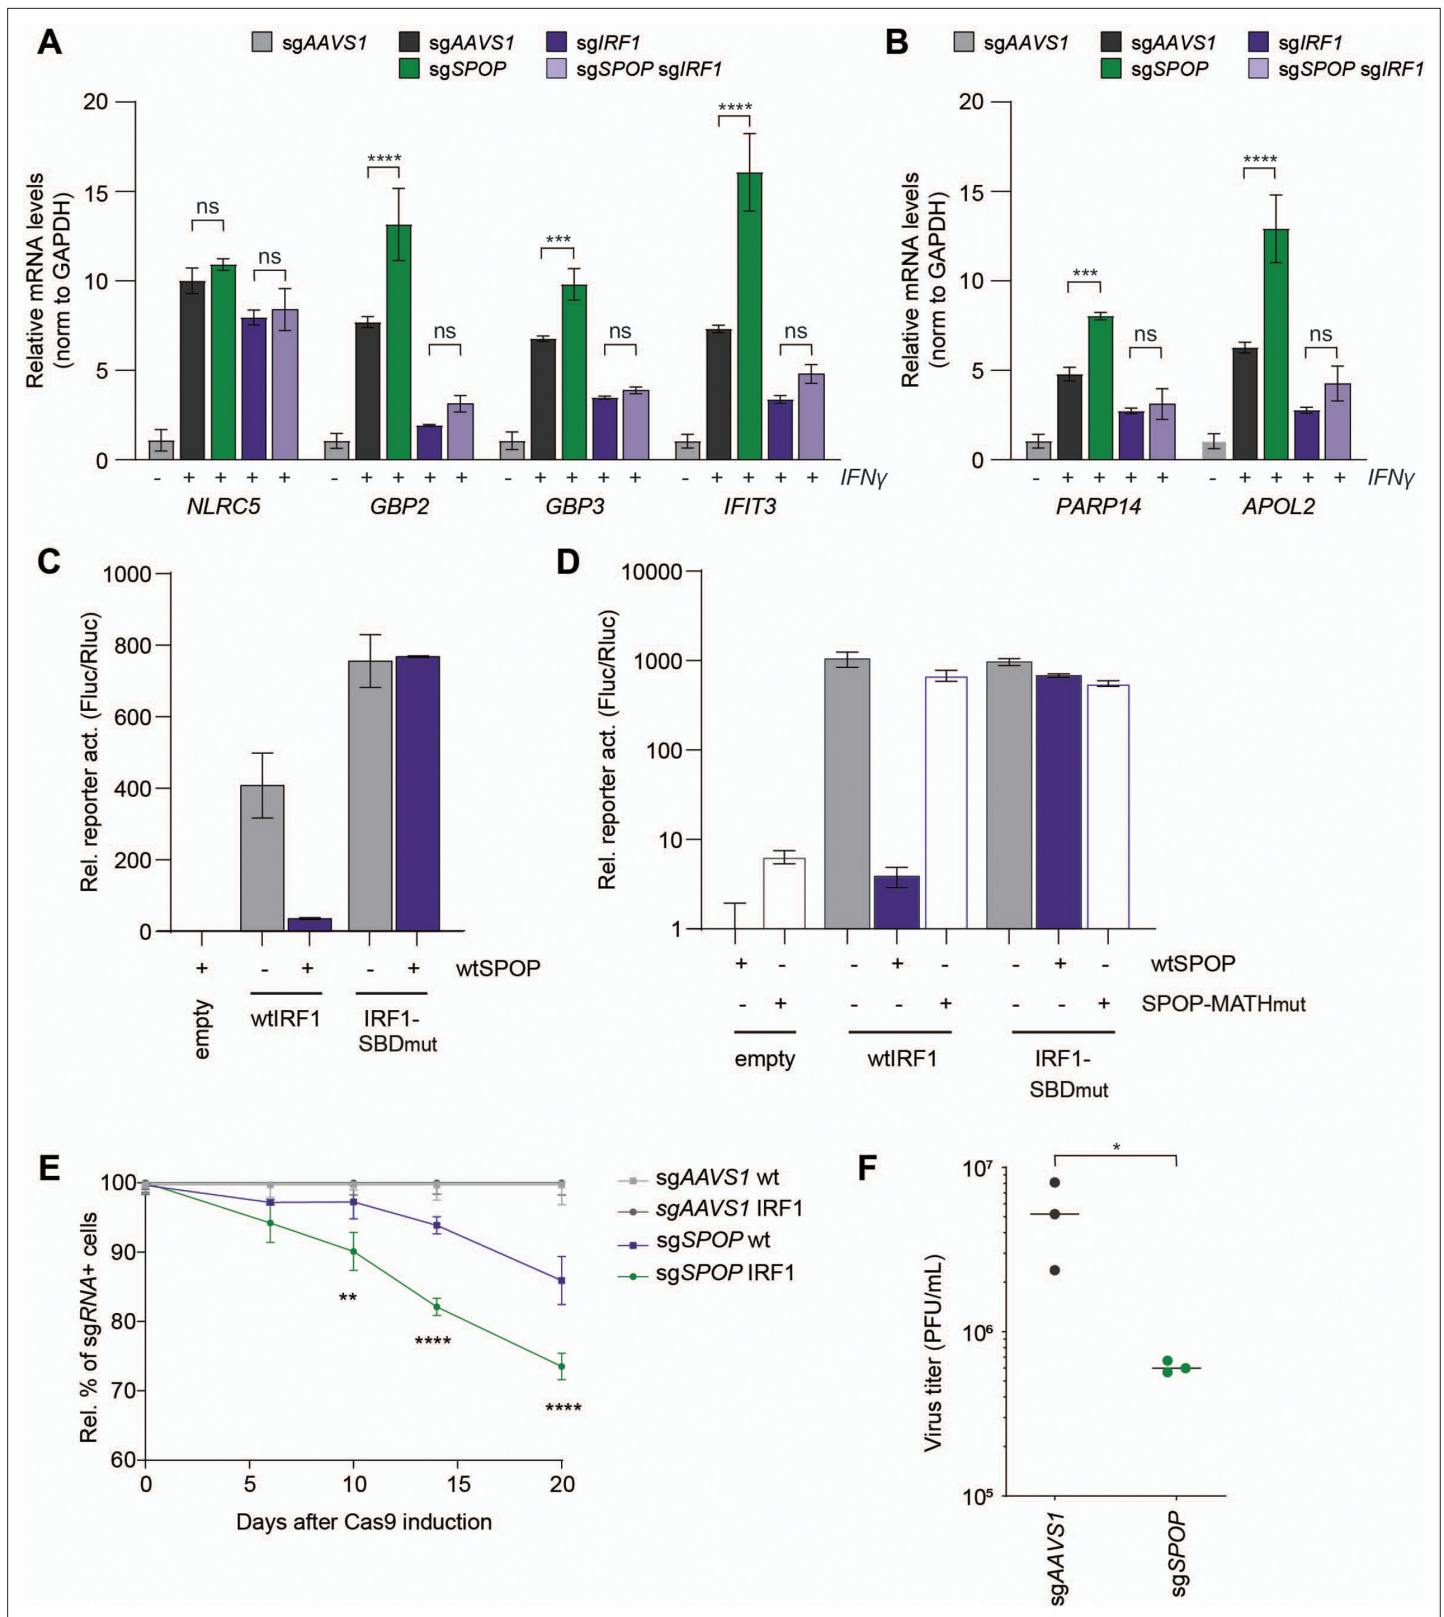 A
sgAAVS1 sgAAVS1 sgIRF1
sgSPOP sgSPOP sgIRF1
Relative mRNA levels
(norm to GAPDH)
20
15
10
5
0
ns ns
**** ns
*** ns
**** ns
- + + + + - + + + + - + + + + - + + + + IFNγ
NLRC5 GBP2 GBP3 IFIT3
B
sgAAVS1 sgAAVS1 sgIRF1
sgSPOP sgSPOP sgIRF1
Relative mRNA levels
(norm to GAPDH)
20
15
10
5
0
*** ns
**** ns
- + + + + - + + + + IFNγ
PARP14 APOL2
C
Rel. reporter act. (Fluc/Rluc)
1000
800
600
400
200
0
+ - + - + wtSPOP
empty
wtIRF1
IRF1-
SBDmut
D
Rel. reporter act. (Fluc/Rluc)
10000
1000
100
10
1
+ - - + - - + - wtSPOP
- + - - + - - + SPOP-MATHmut
empty wtIRF1 IRF1-
SBDmut
E
Rel. % of sgRNA+ cells
100
90
80
70
60
**
****
****
0 5 10 15 20
Days after Cas9 induction
sgAAVS1 wt
sgAAVS1 IRF1
sgSPOP wt
sgSPOP IRF1
F
Virus titer (PFU/mL)
10⁷
10⁶
10⁵
*
sgAAVS1
sgSPOP